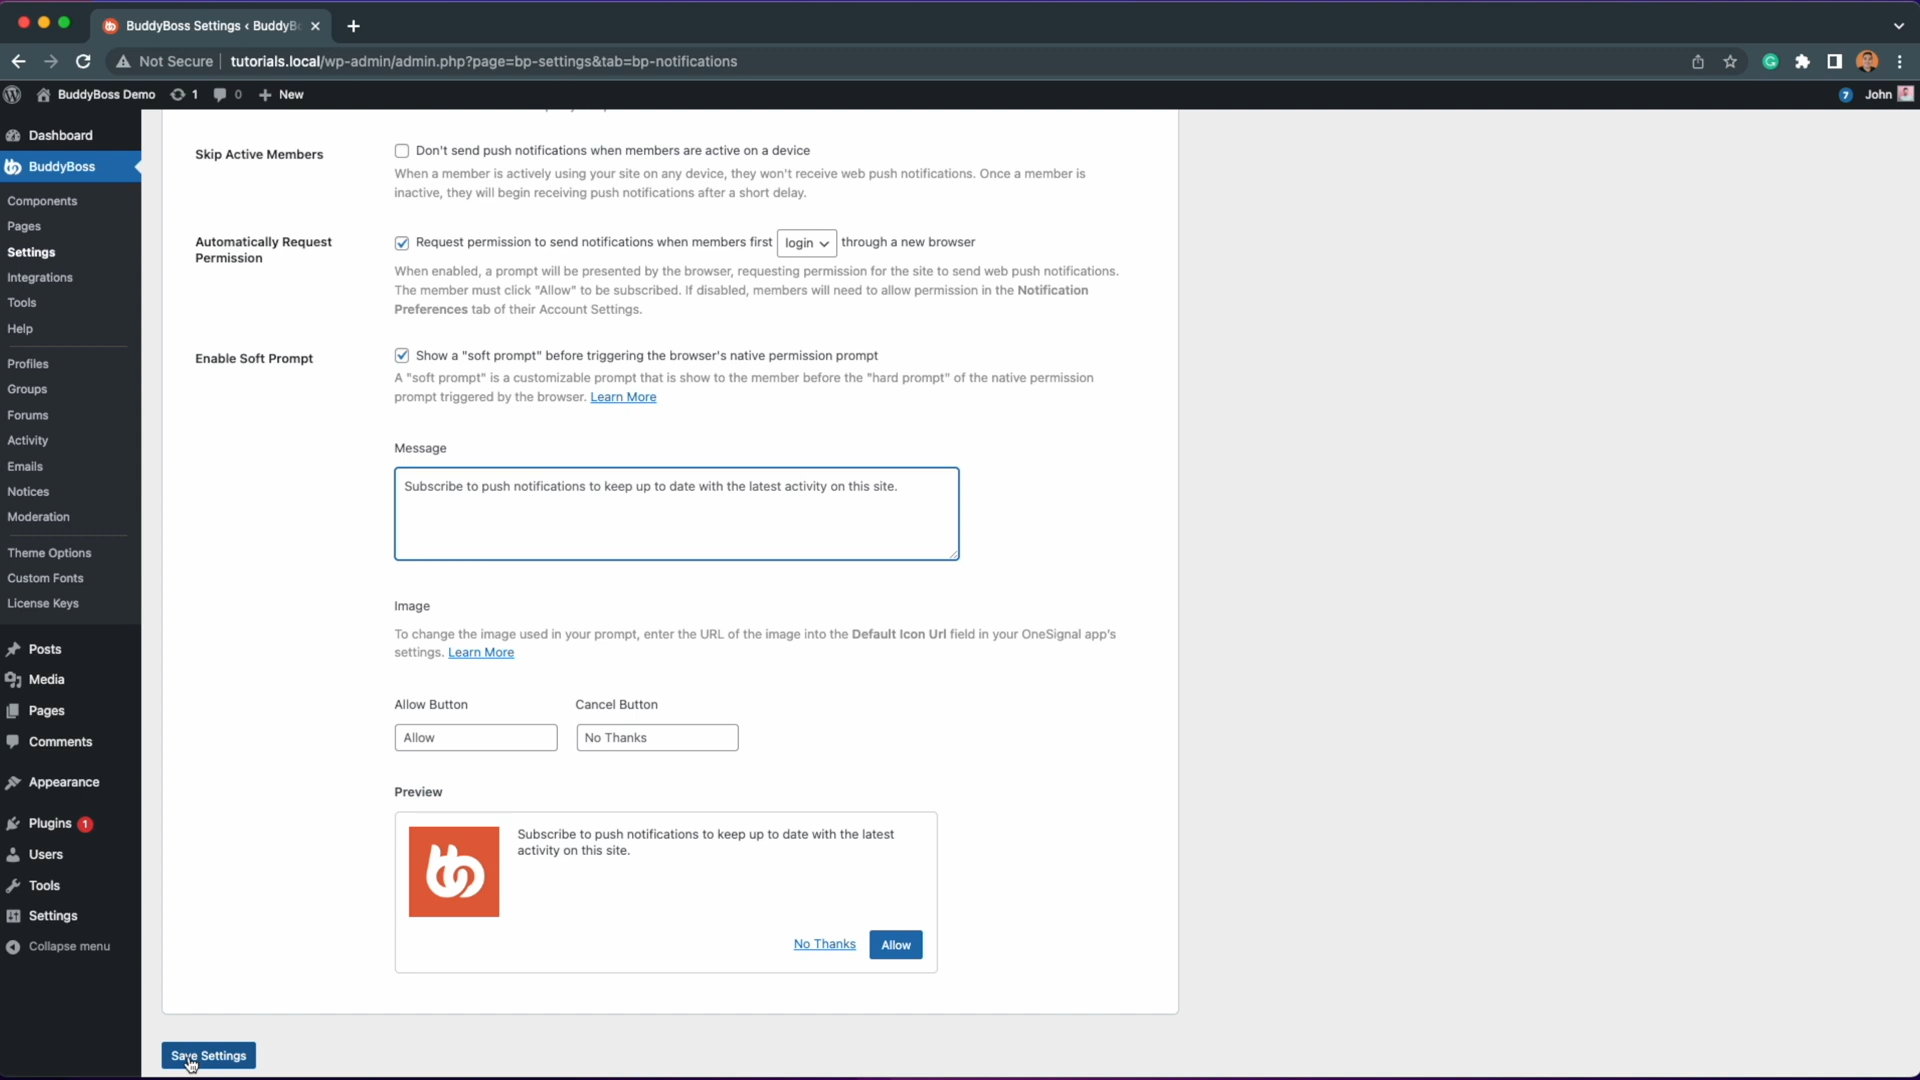 BuddyBoss Settings ‹ BuddyB
Not Secure
tutorials.local/wp-admin/admin.php?page=bp-settings&tab=bp-notifications
BuddyBoss Demo
1
0
New
7
John
Dashboard
BuddyBoss
Components
Pages
Settings
Integrations
Tools
Help
Profiles
Groups
Forums
Activity
Emails
Notices
Moderation
Theme Options
Custom Fonts
License Keys
Posts
Media
Pages
Comments
Appearance
Plugins 1
Users
Tools
Settings
Collapse menu
Skip Active Members
Don't send push notifications when members are active on a device
When a member is actively using your site on any device, they won't receive web push notifications. Once a member is
inactive, they will begin receiving push notifications after a short delay.
Automatically Request
Permission
Request permission to send notifications when members first login through a new browser
When enabled, a prompt will be presented by the browser, requesting permission for the site to send web push notifications.
The member must click "Allow" to be subscribed. If disabled, members will need to allow permission in the Notification
Preferences tab of their Account Settings.
Enable Soft Prompt
Show a "soft prompt" before triggering the browser's native permission prompt
A "soft prompt" is a customizable prompt that is show to the member before the "hard prompt" of the native permission
prompt triggered by the browser. Learn More
Message
Subscribe to push notifications to keep up to date with the latest activity on this site.
Image
To change the image used in your prompt, enter the URL of the image into the Default Icon Url field in your OneSignal app's
settings. Learn More
Allow Button
Cancel Button
Allow
No Thanks
Preview
Subscribe to push notifications to keep up to date with the latest
activity on this site.
No Thanks
Allow
Save Settings